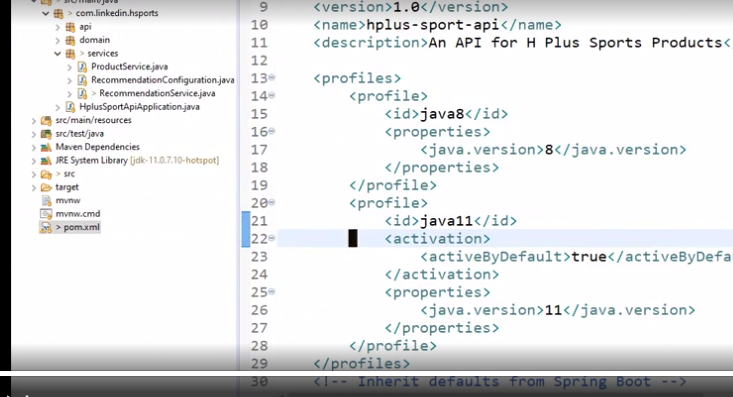 src/main/java
com.linkedin.hsports
api
domain
services
ProductService.java
RecommendationConfiguration.java
> RecommendationService.java
HplusSportApiApplication.java
src/main/resources
src/test/java
Maven Dependencies
JRE System Library [jdk-11.0.7.10-hotspot]
> src
target
mvnw
mvnw.cmd
> pom.xml
9 <version>1.0</version>
10 <name>hplus-sport-api</name>
11 <description>An API for H Plus Sports Products<
12
13 <profiles>
14 <profile>
15 <id>java8</id>
16 <properties>
17 <java.version>8</java.version>
18 </properties>
19 </profile>
20 <profile>
21 <id>java11</id>
22 <activation>
23 <activeByDefault>true</activeByDefa
24 </activation>
25 <properties>
26 <java.version>11</java.version>
27 </properties>
28 </profile>
29 </profiles>
30 <!-- Inherit defaults from Spring Boot -->